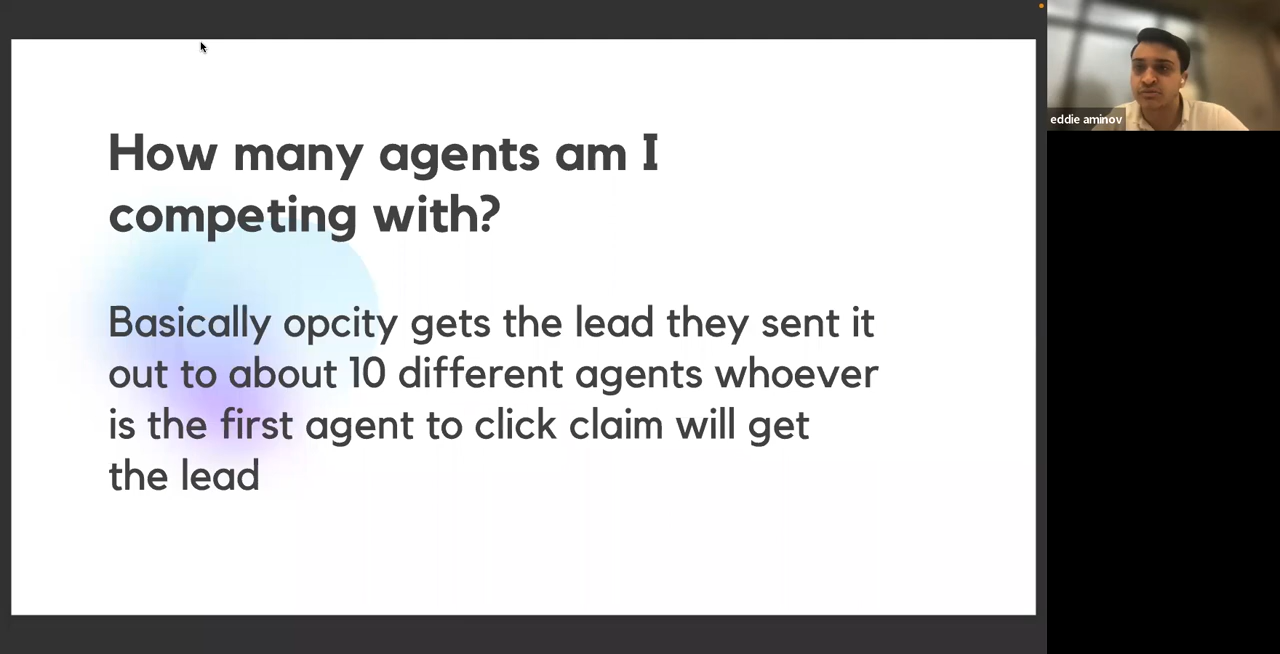 How many agents am I
competing with?
Basically opcity gets the lead they sent it
out to about 10 different agents whoever
is the first agent to click claim will get
the lead
eddie aminov